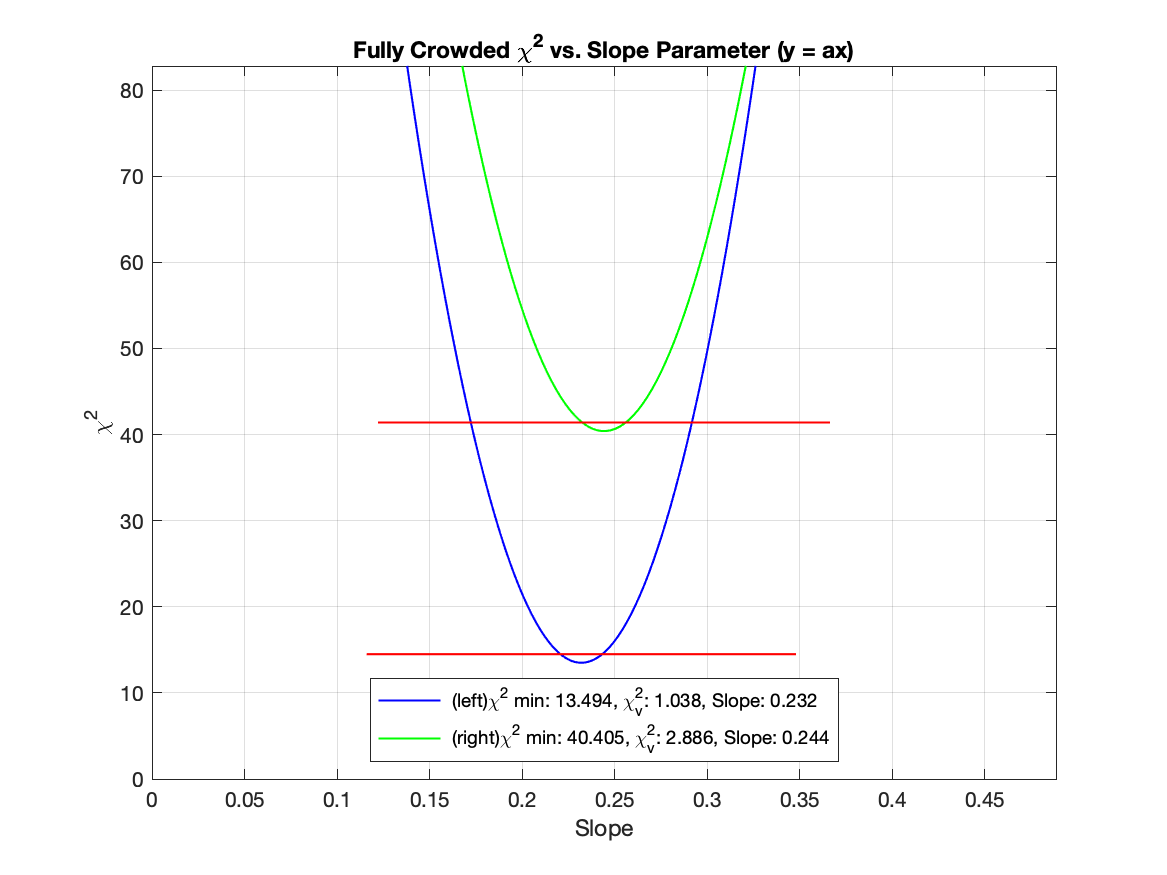 Fully Crowded χ² vs. Slope Parameter (y = ax)
80
70
60
50
40
30
20
10
0
χ²
(left)χ² min: 13.494, χ²ᵥ: 1.038, Slope: 0.232
(right)χ² min: 40.405, χ²ᵥ: 2.886, Slope: 0.244
0 0.05 0.1 0.15 0.2 0.25 0.3 0.35 0.4 0.45
Slope